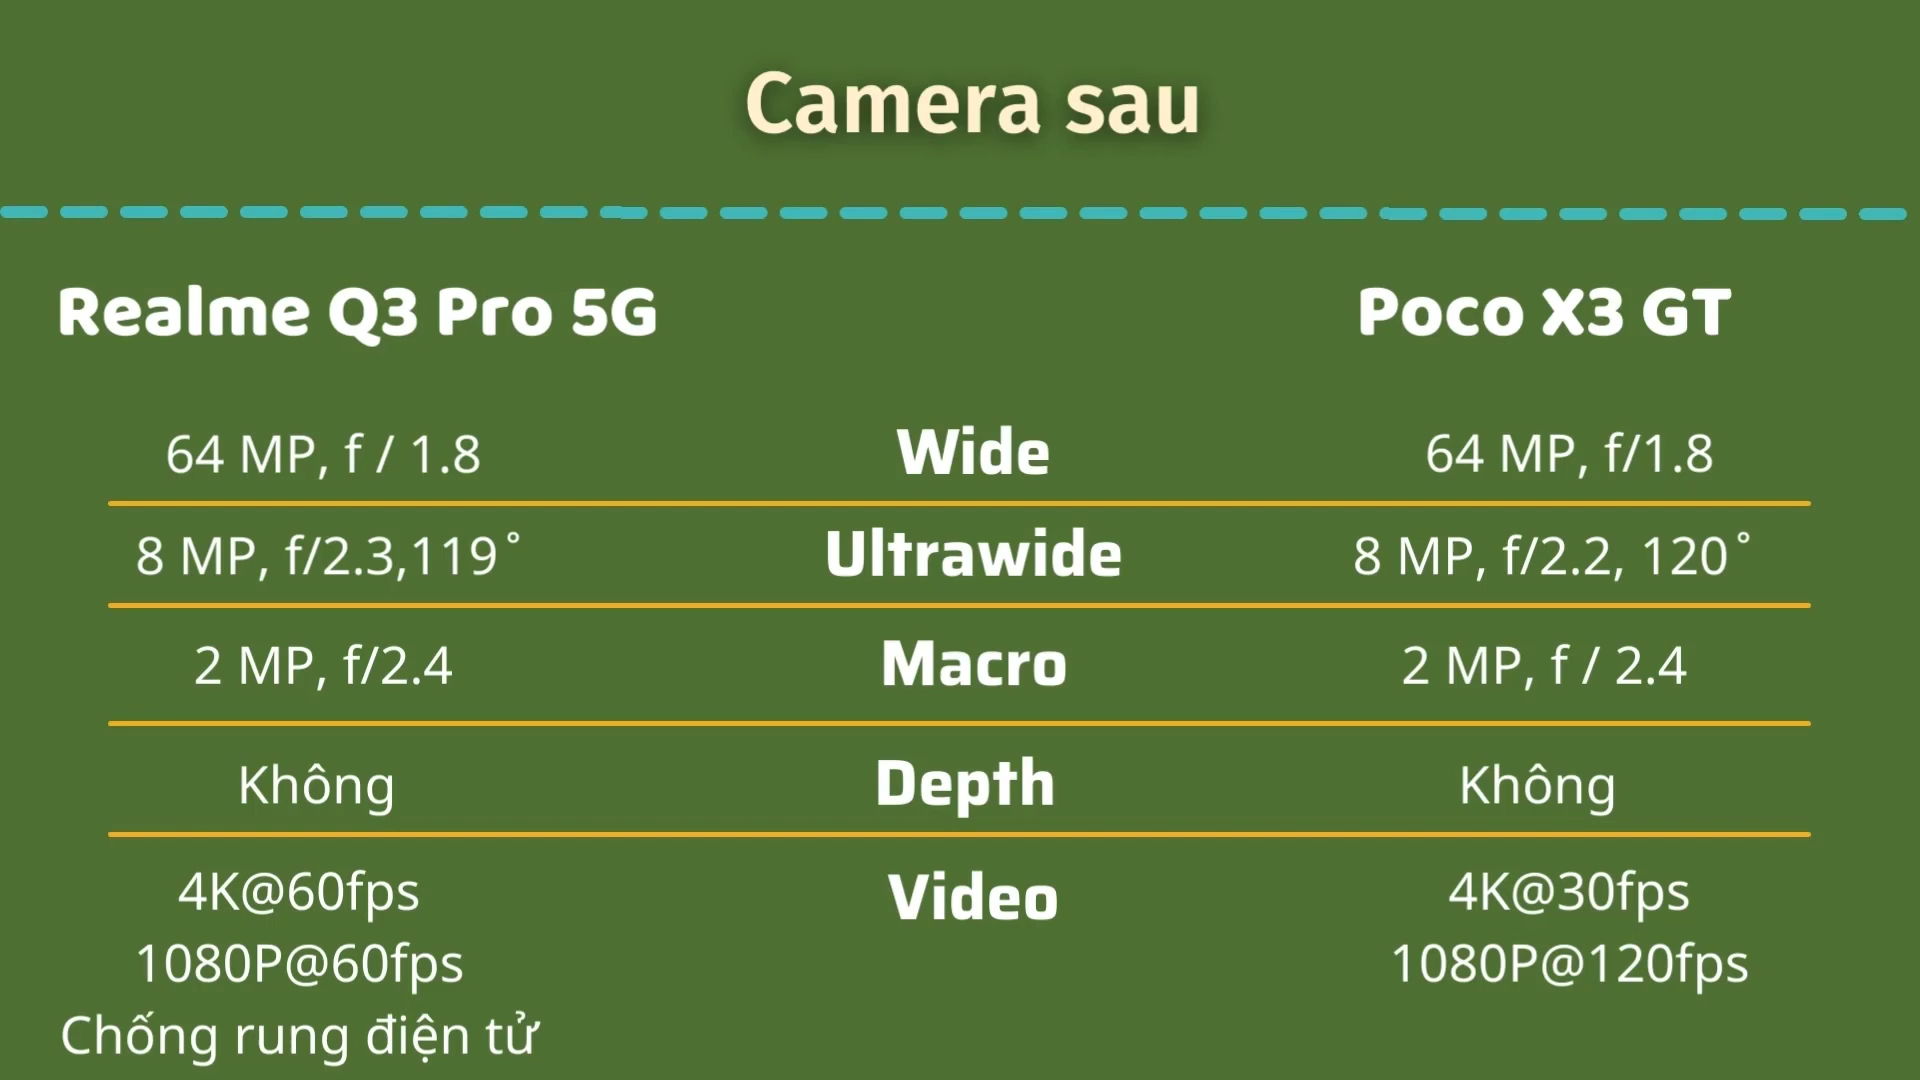 Camera sau
Realme Q3 Pro 5G Poco X3 GT
64 MP, f / 1.8 Wide 64 MP, f/1.8
8 MP, f/2.3,119° Ultrawide 8 MP, f/2.2, 120°
2 MP, f/2.4 Macro 2 MP, f / 2.4
Không Depth Không
4K@60fps Video 4K@30fps
1080P@60fps 1080P@120fps
Chống rung điện tử